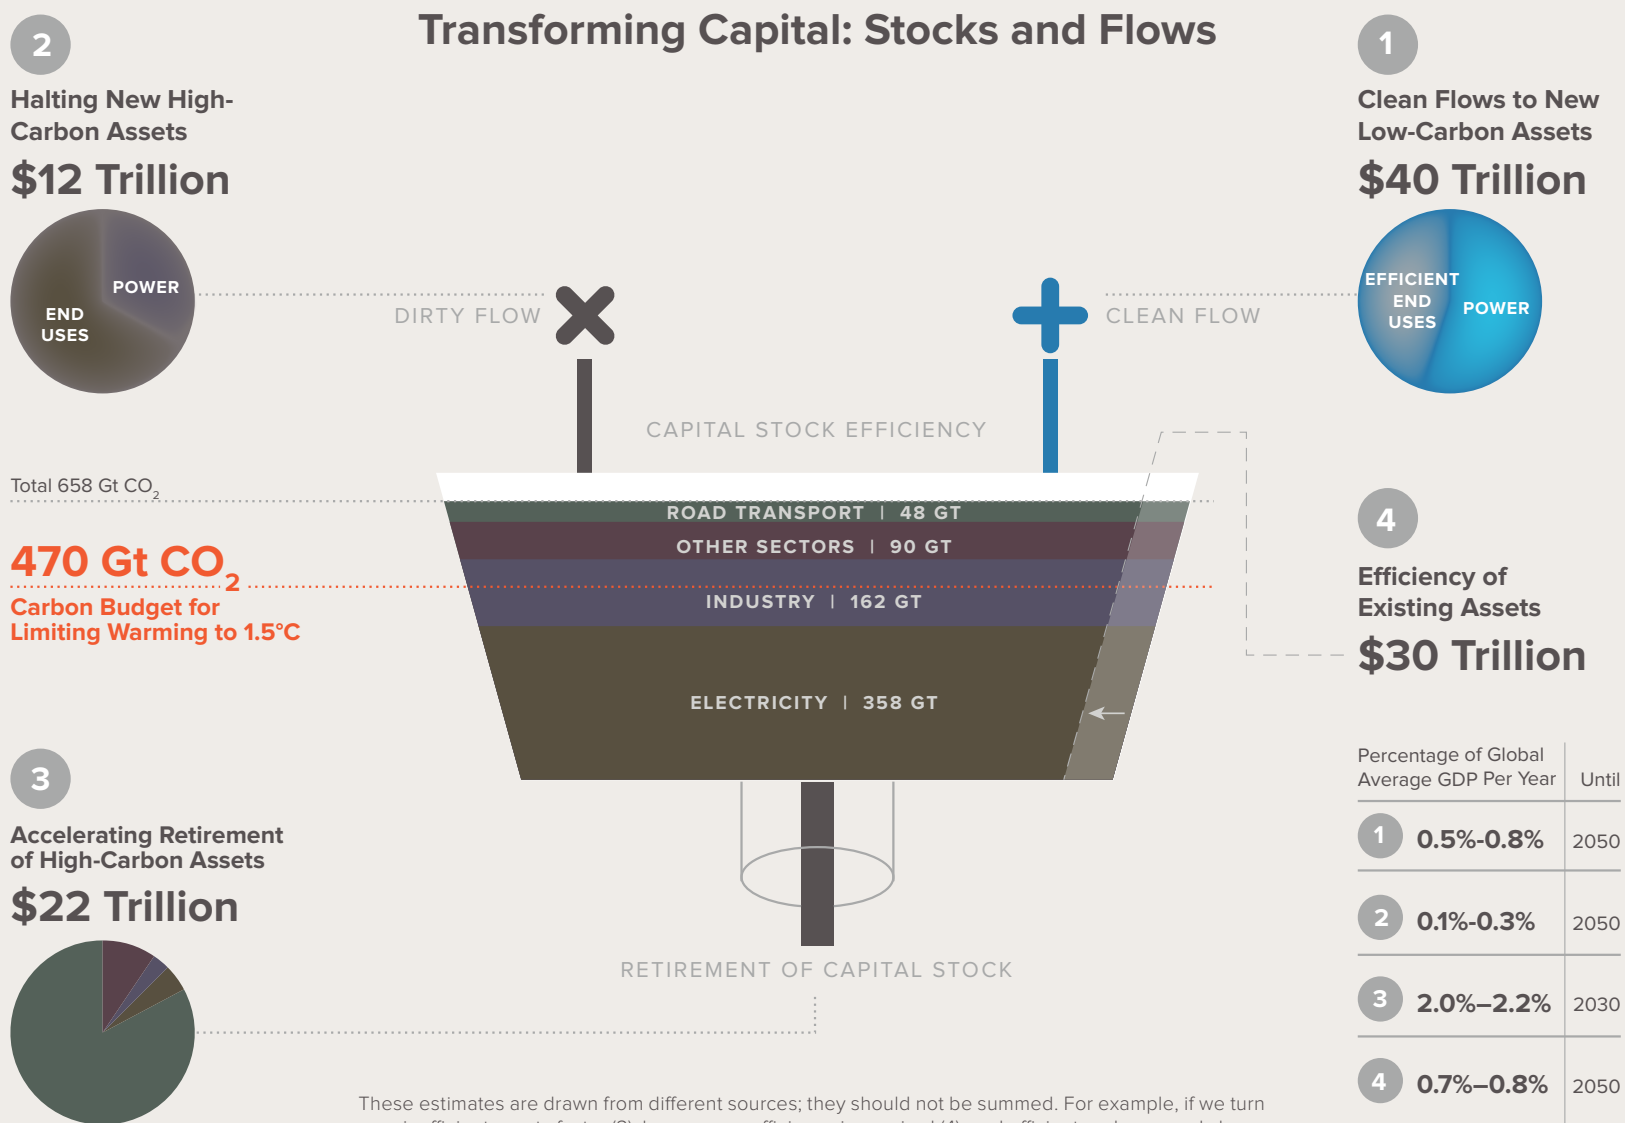 Transforming Capital: Stocks and Flows
2
Halting New High-
Carbon Assets
$12 Trillion
POWER
END
USES
1
Clean Flows to New
Low-Carbon Assets
$40 Trillion
EFFICIENT
END
USES
POWER
DIRTY FLOW
CLEAN FLOW
CAPITAL STOCK EFFICIENCY
Total 658 Gt CO2
470 Gt CO2
Carbon Budget for
Limiting Warming to 1.5°C
ROAD TRANSPORT | 48 GT
OTHER SECTORS | 90 GT
INDUSTRY | 162 GT
ELECTRICITY | 358 GT
4
Efficiency of
Existing Assets
$30 Trillion
3
Accelerating Retirement
of High-Carbon Assets
$22 Trillion
RETIREMENT OF CAPITAL STOCK
Percentage of Global
Average GDP Per Year Until
1 0.5%-0.8% 2050
2 0.1%-0.3% 2050
3 2.0%–2.2% 2030
4 0.7%–0.8% 2050
These estimates are drawn from different sources; they should not be summed. For example, if we turn